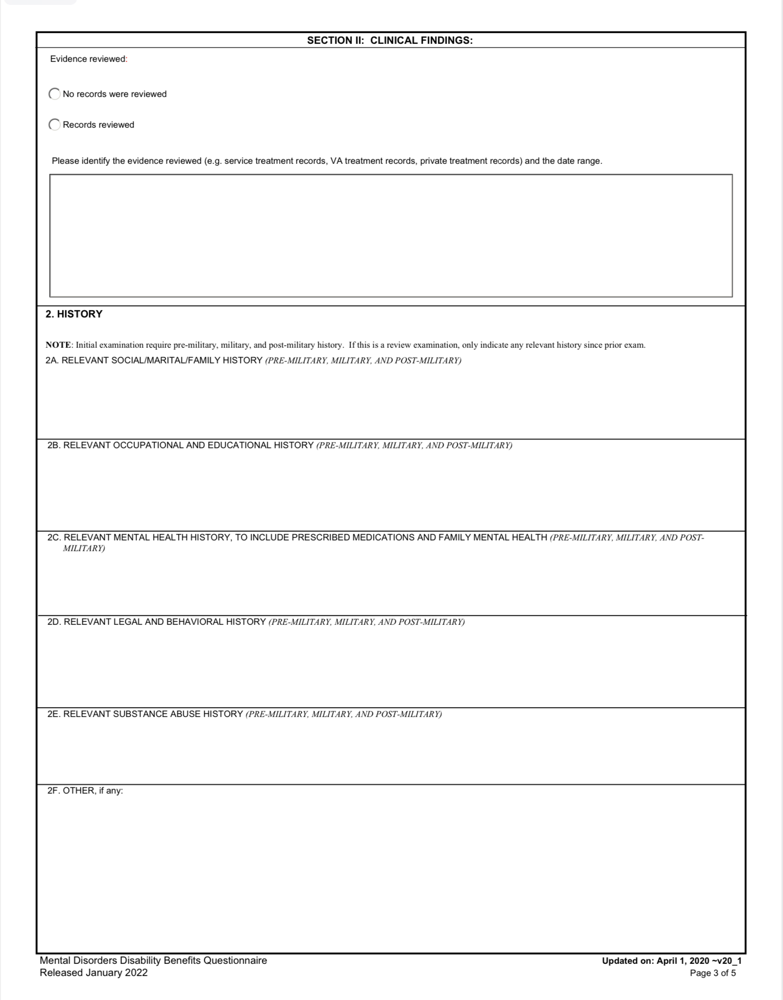 SECTION II: CLINICAL FINDINGS:
Evidence reviewed:
No records were reviewed
Records reviewed
Please identify the evidence reviewed (e.g. service treatment records, VA treatment records, private treatment records) and the date range.
2. HISTORY
NOTE: Initial examination require pre-military, military, and post-military history. If this is a review examination, only indicate any relevant history since prior exam.
2A. RELEVANT SOCIAL/MARITAL/FAMILY HISTORY (PRE-MILITARY, MILITARY, AND POST-MILITARY)
2B. RELEVANT OCCUPATIONAL AND EDUCATIONAL HISTORY (PRE-MILITARY, MILITARY, AND POST-MILITARY)
2C. RELEVANT MENTAL HEALTH HISTORY, TO INCLUDE PRESCRIBED MEDICATIONS AND FAMILY MENTAL HEALTH (PRE-MILITARY, MILITARY, AND POST-
MILITARY)
2D. RELEVANT LEGAL AND BEHAVIORAL HISTORY (PRE-MILITARY, MILITARY, AND POST-MILITARY)
2E. RELEVANT SUBSTANCE ABUSE HISTORY (PRE-MILITARY, MILITARY, AND POST-MILITARY)
2F. OTHER, if any:
Mental Disorders Disability Benefits Questionnaire
Released January 2022
Updated on: April 1, 2020 ~v20_1
Page 3 of 5